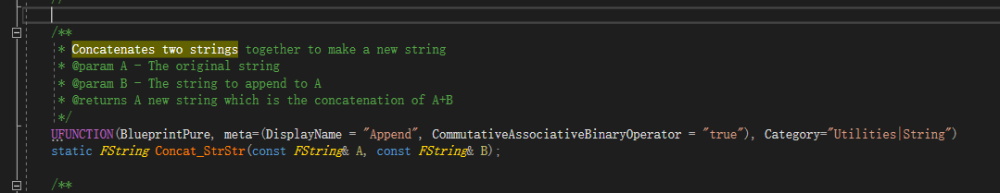 //
/**
* Concatenates two strings together to make a new string
* @param A - The original string
* @param B - The string to append to A
* @returns A new string which is the concatenation of A+B
*/
UFUNCTION(BlueprintPure, meta=(DisplayName = "Append", CommutativeAssociativeBinaryOperator = "true"), Category="Utilities|String")
static FString Concat_StrStr(const FString& A, const FString& B);
/**